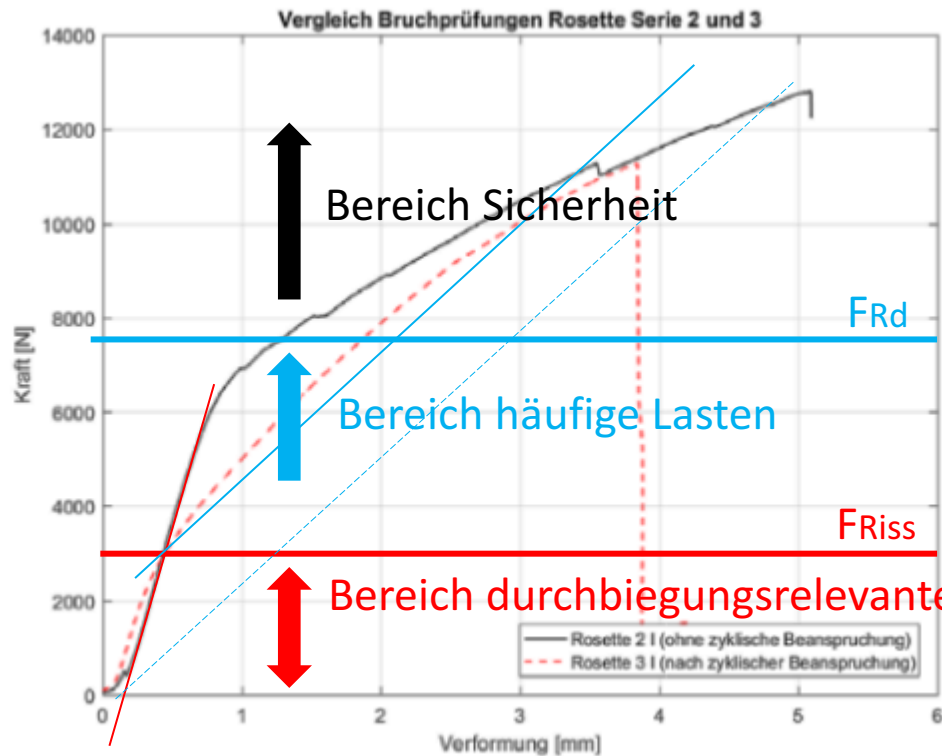 Vergleich Bruchprüfungen Rosette Serie 2 und 3
14000
12000
10000
8000
6000
4000
2000
0
Kraft [N]
Bereich Sicherheit
FRd
Bereich häufige Lasten
FRiss
Bereich durchbiegungsrelevante
Rosette 2 I (ohne zyklische Beanspruchung)
Rosette 3 I (nach zyklischer Beanspruchung)
0 1 2 3 4 5 6
Verformung [mm]